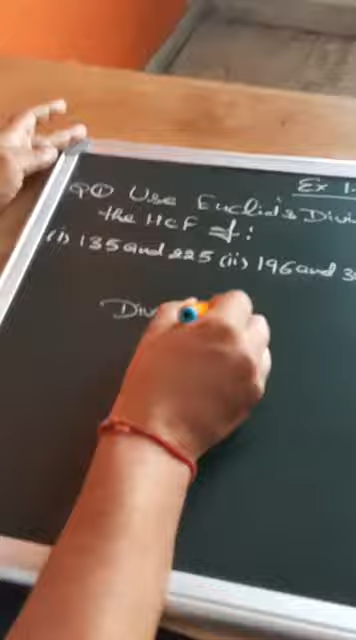 Ex 1.
Q① Use Euclid's Divi
the HCF of:
(i) 135 and 225 (ii) 196 and 3
Div